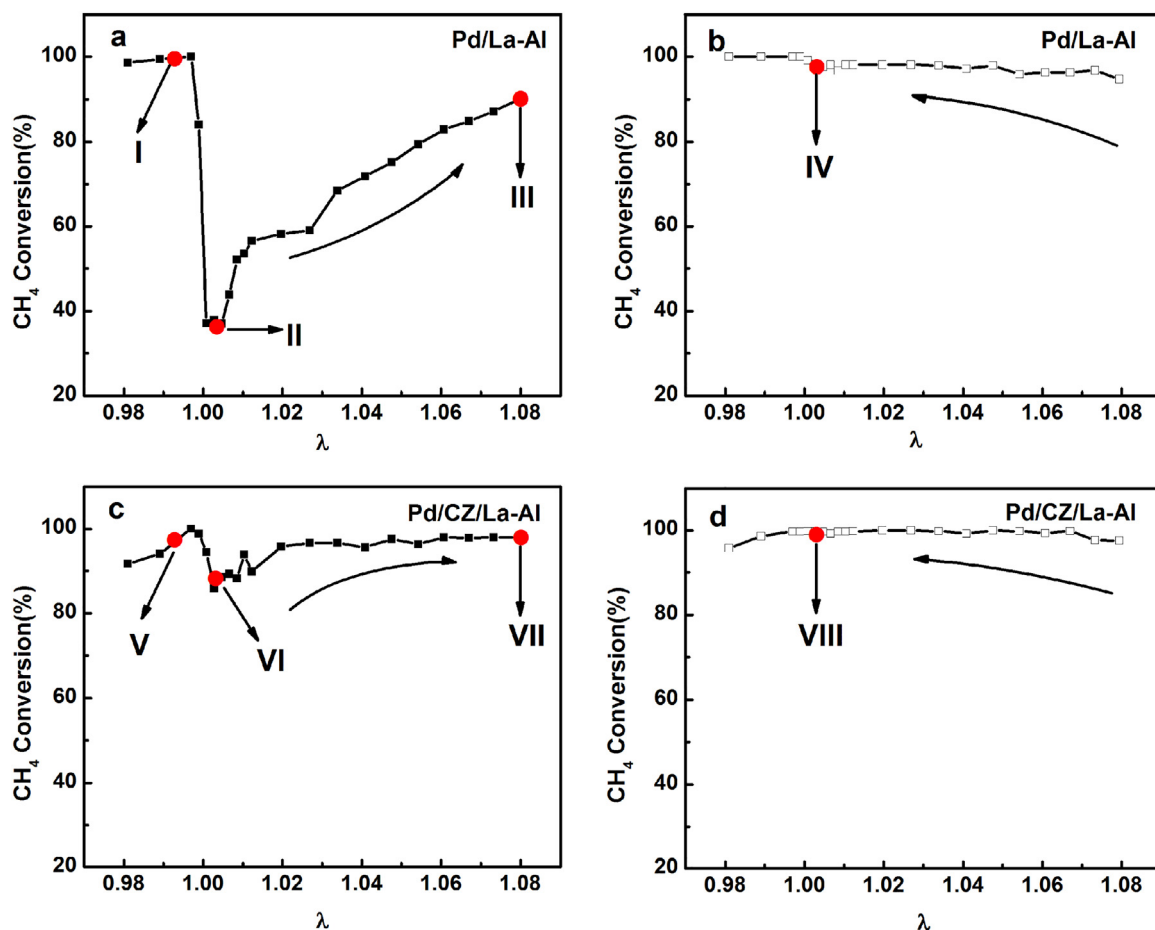 a
Pd/La-Al
CH4 Conversion(%)
100
80
60
40
20
I
II
III
0.98 1.00 1.02 1.04 1.06 1.08
λ
b
Pd/La-Al
CH4 Conversion(%)
100
80
60
40
20
IV
0.98 1.00 1.02 1.04 1.06 1.08
λ
c
Pd/CZ/La-Al
CH4 Conversion(%)
100
80
60
40
20
V
VI
VII
0.98 1.00 1.02 1.04 1.06 1.08
λ
d
Pd/CZ/La-Al
CH4 Conversion(%)
100
80
60
40
20
VIII
0.98 1.00 1.02 1.04 1.06 1.08
λ